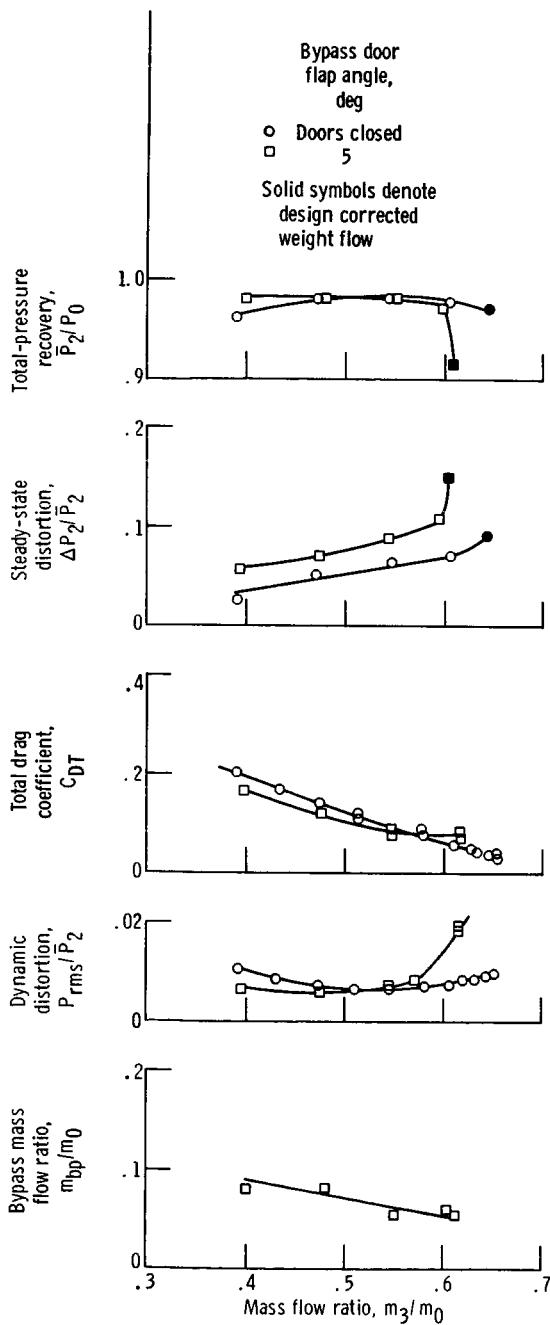 Bypass door
flap angle,
deg
Doors closed
5
Solid symbols denote
design corrected
weight flow
Total-pressure
recovery,
P̅2/P0
1.0
.9
Steady-state
distortion,
ΔP2/P̅2
.2
.1
0
Total drag
coefficient,
CDT
.4
.2
0
Dynamic
distortion,
Prms/P̅2
.02
0
Bypass mass
flow ratio,
mbp/m0
.2
.1
0
.3 .4 .5 .6 .7
Mass flow ratio, m3/m0